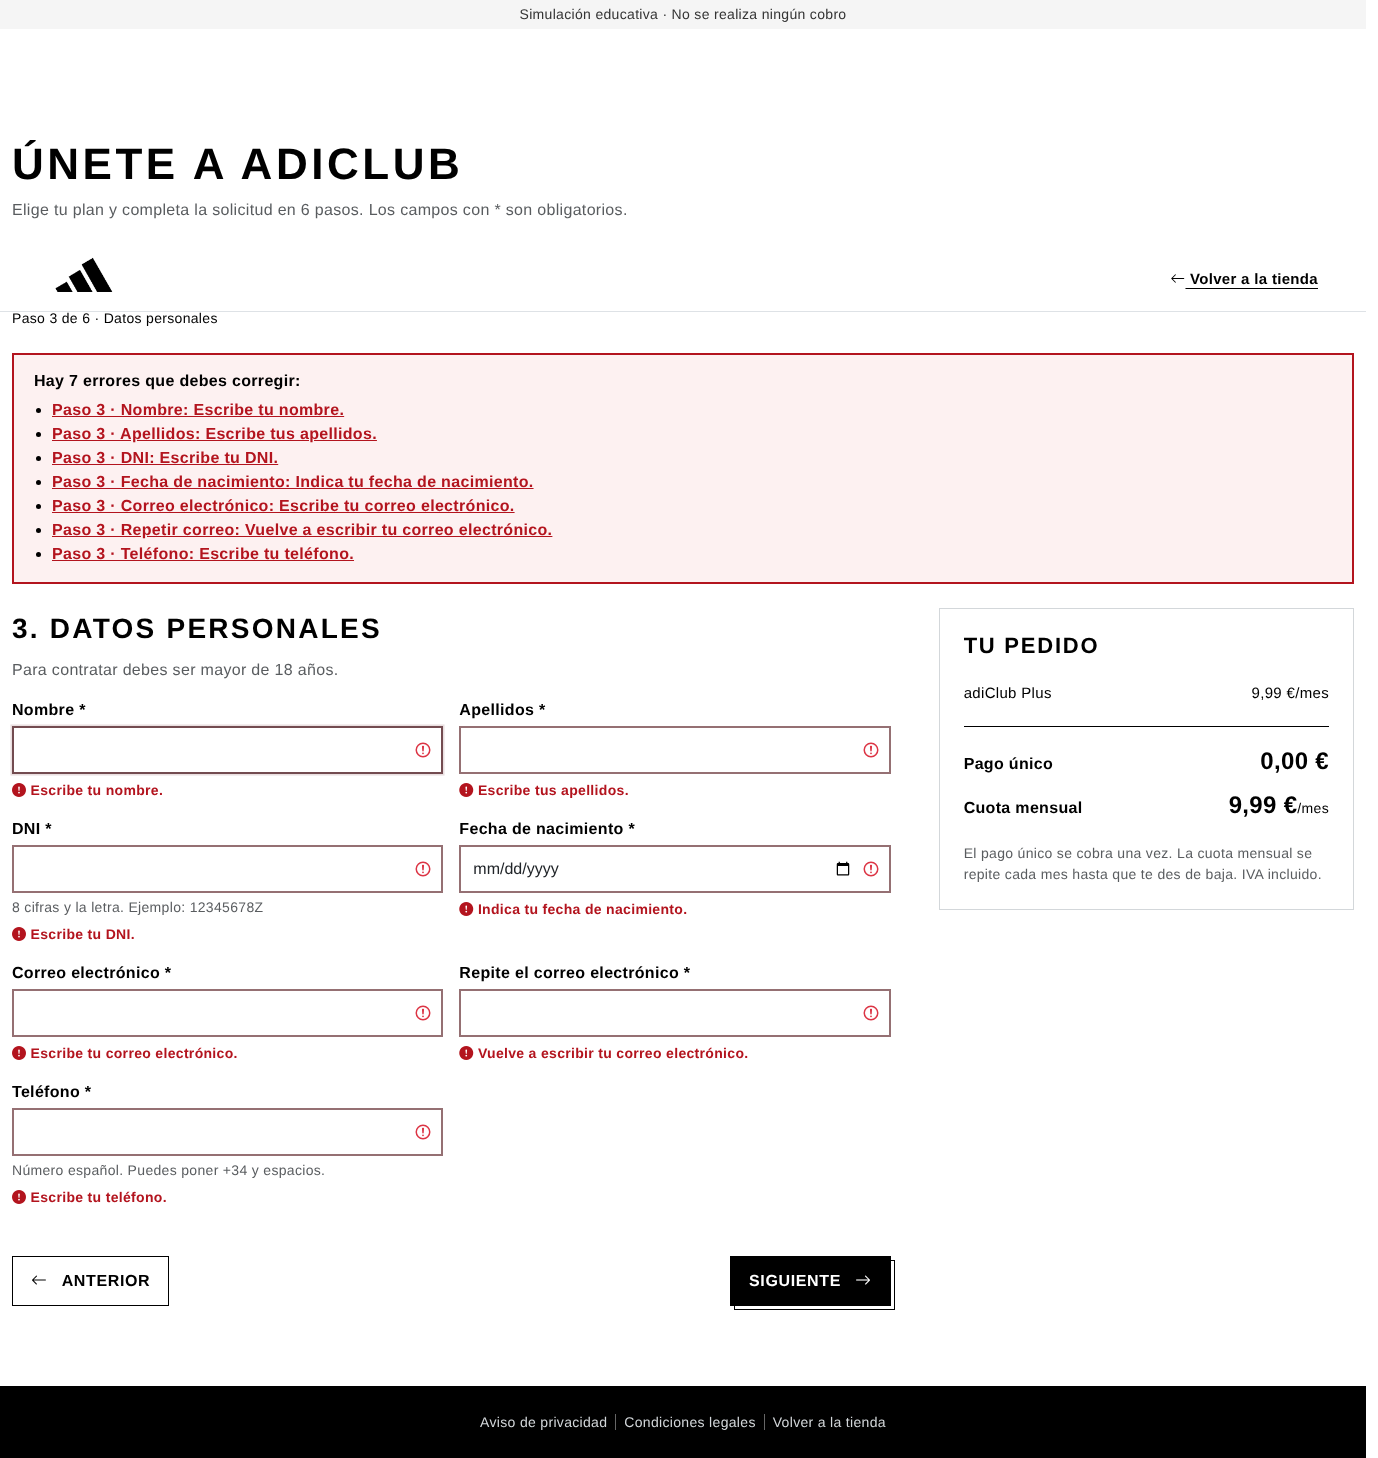 Simulación educativa · No se realiza ningún cobro
ÚNETE A ADICLUB
Elige tu plan y completa la solicitud en 6 pasos. Los campos con * son obligatorios.
Volver a la tienda
Paso 3 de 6 · Datos personales
Hay 7 errores que debes corregir:
Paso 3 · Nombre: Escribe tu nombre.
Paso 3 · Apellidos: Escribe tus apellidos.
Paso 3 · DNI: Escribe tu DNI.
Paso 3 · Fecha de nacimiento: Indica tu fecha de nacimiento.
Paso 3 · Correo electrónico: Escribe tu correo electrónico.
Paso 3 · Repetir correo: Vuelve a escribir tu correo electrónico.
Paso 3 · Teléfono: Escribe tu teléfono.
3. DATOS PERSONALES
Para contratar debes ser mayor de 18 años.
Nombre *
Apellidos *
Escribe tu nombre.
Escribe tus apellidos.
DNI *
Fecha de nacimiento *
mm/dd/yyyy
8 cifras y la letra. Ejemplo: 12345678Z
Indica tu fecha de nacimiento.
Escribe tu DNI.
Correo electrónico *
Repite el correo electrónico *
Escribe tu correo electrónico.
Vuelve a escribir tu correo electrónico.
Teléfono *
Número español. Puedes poner +34 y espacios.
Escribe tu teléfono.
ANTERIOR
SIGUIENTE
TU PEDIDO
adiClub Plus 9,99 €/mes
Pago único 0,00 €
Cuota mensual 9,99 €/mes
El pago único se cobra una vez. La cuota mensual se
repite cada mes hasta que te des de baja. IVA incluido.
Aviso de privacidad Condiciones legales Volver a la tienda